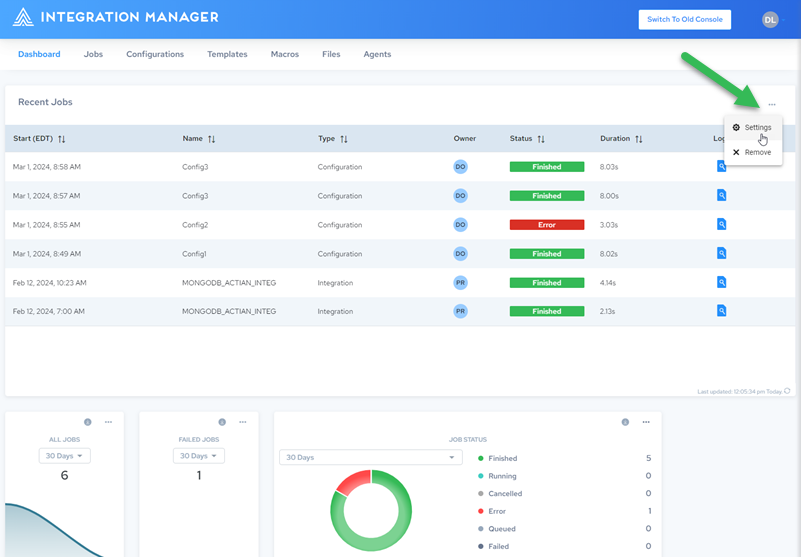 INTEGRATION MANAGER
Switch To Old Console
DL
Dashboard Jobs Configurations Templates Macros Files Agents
Recent Jobs
Settings
Remove
Start (EDT) Name Type Owner Status Duration Log
Mar 1, 2024, 8:58 AM Config3 Configuration DO Finished 8.03s
Mar 1, 2024, 8:57 AM Config3 Configuration DO Finished 8.00s
Mar 1, 2024, 8:55 AM Config2 Configuration DO Error 3.03s
Mar 1, 2024, 8:49 AM Config1 Configuration DO Finished 8.02s
Feb 12, 2024, 10:23 AM MONGODB_ACTIAN_INTEG Integration PR Finished 4.14s
Feb 12, 2024, 7:00 AM MONGODB_ACTIAN_INTEG Integration PR Finished 2.13s
Last updated: 12:05:34 pm Today
ALL JOBS
30 Days
6
FAILED JOBS
30 Days
1
JOB STATUS
30 Days
Finished 5
Running 0
Cancelled 0
Error 1
Queued 0
Failed 0